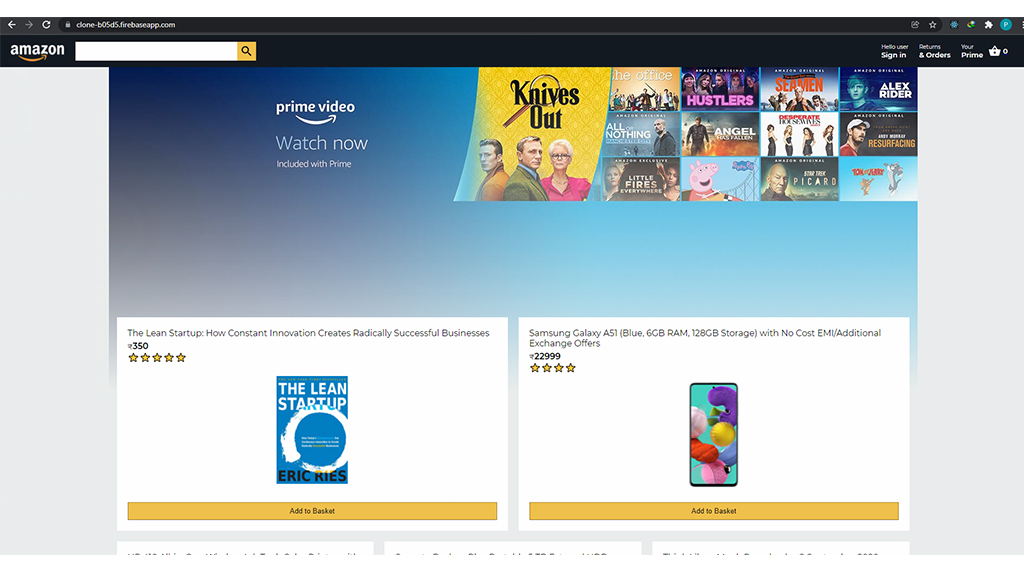 clone-b05d5.firebaseapp.com
P
amazon
Hello user
Sign in
Returns
& Orders
Your
Prime
0
prime video
Watch now
Included with Prime
Knives
Out
the office
AMAZON ORIGINAL
HUSTLERS
AMAZON ORIGINAL
SEAMEN
AMAZON ORIGINAL
ALEX
RIDER
AMAZON ORIGINAL
ALL OR
NOTHING
MANCHESTER CITY
ANGEL
HAS FALLEN
DESPERATE
HOUSEWIVES
AMAZON ORIGINAL
ANDY MURRAY
RESURFACING
AMAZON EXCLUSIVE
LITTLE
FIRES
EVERYWHERE
Peppa Pig
AMAZON ORIGINAL
STAR TREK
PICARD
TOM and JERRY
The Lean Startup: How Constant Innovation Creates Radically Successful Businesses
₹350
THE LEAN
STARTUP
ERIC RIES
Add to Basket
Samsung Galaxy A51 (Blue, 6GB RAM, 128GB Storage) with No Cost EMI/Additional
Exchange Offers
₹22999
Add to Basket